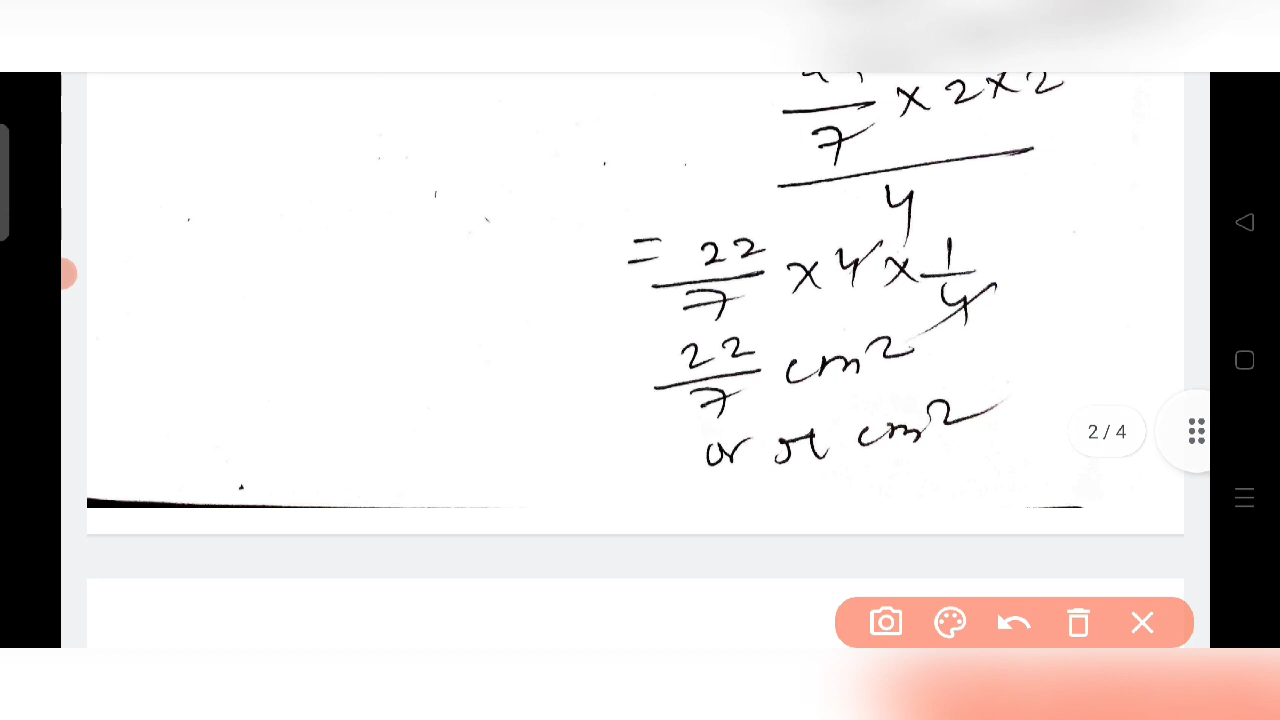 × 2 × 2
7
4
= 22/7 × 4 × 1/4
22/7 cm²
or π cm²
2 / 4